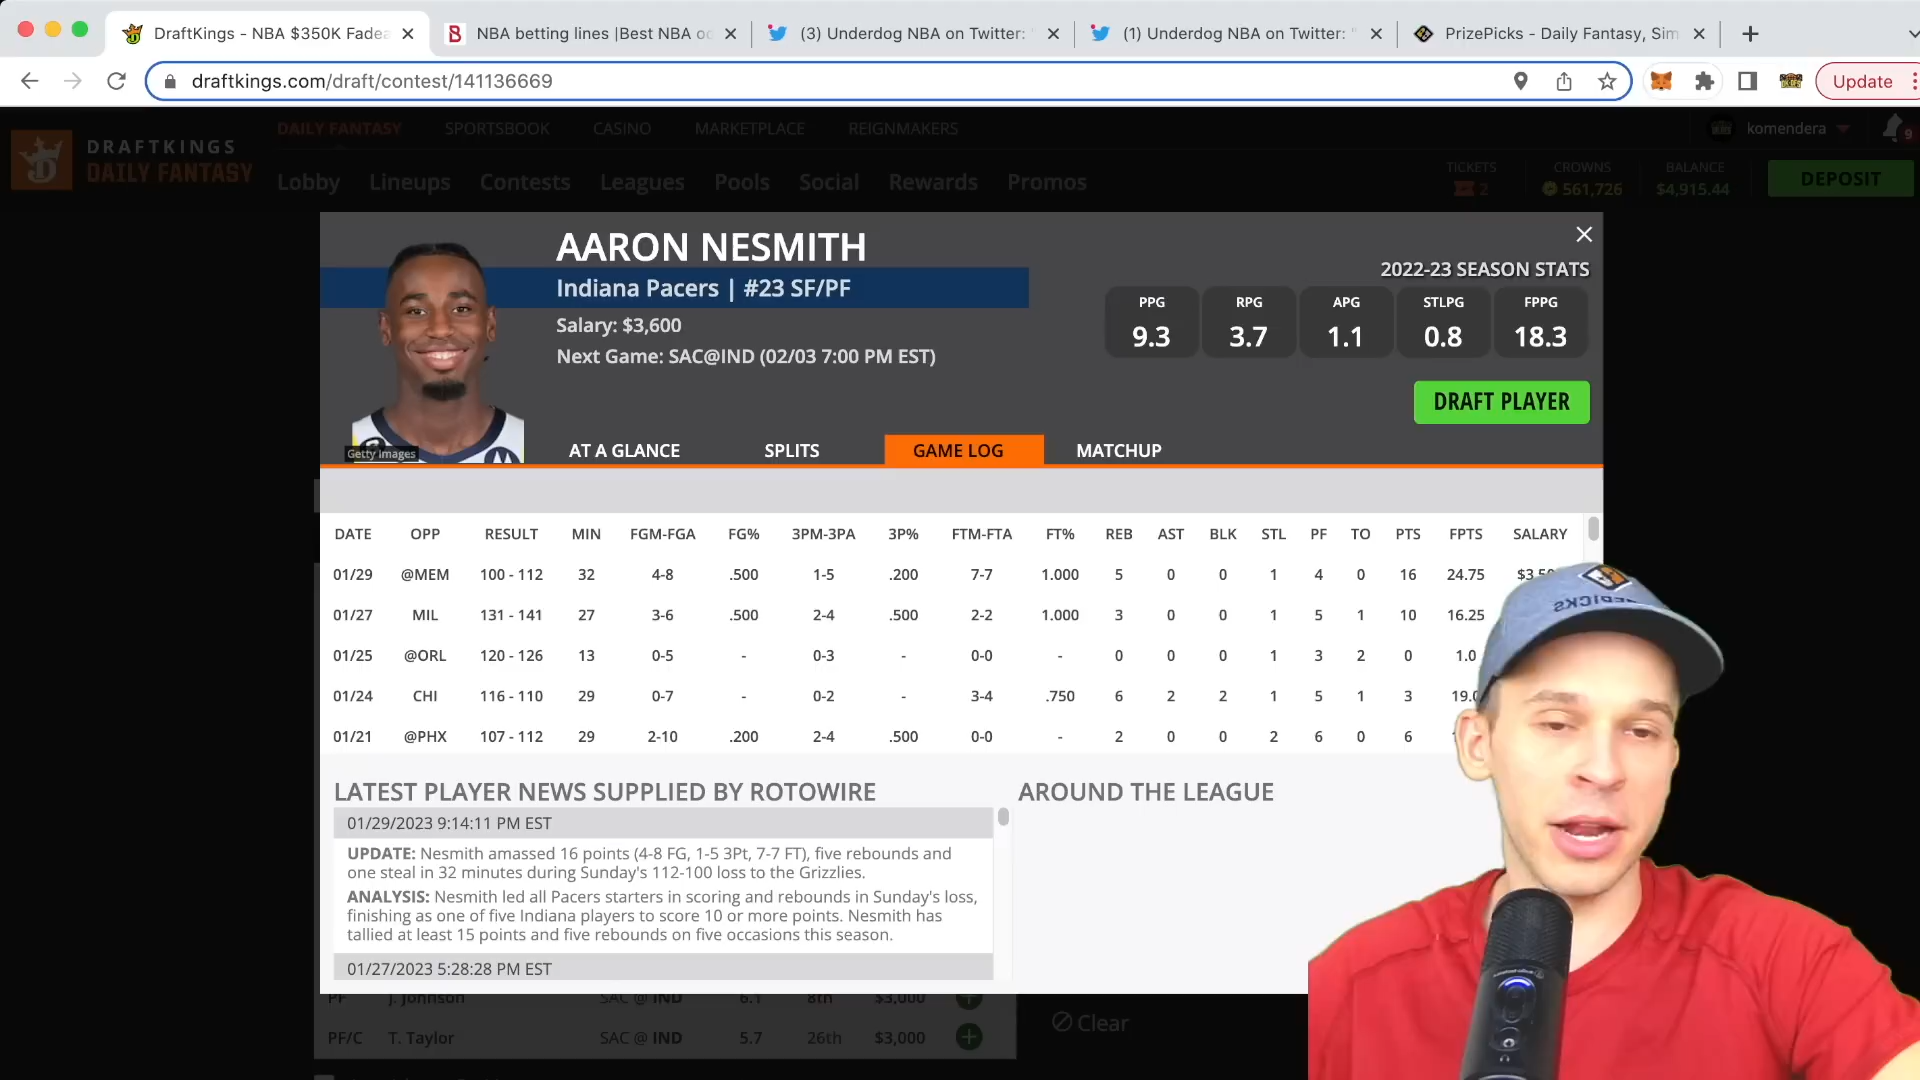 DraftKings - NBA $350K Fadea
NBA betting lines |Best NBA o
(3) Underdog NBA on Twitter:
(1) Underdog NBA on Twitter: "
PrizePicks - Daily Fantasy, Sim
draftkings.com/draft/contest/141136669
Update
DRAFTKINGS
DAILY FANTASY
DAILY FANTASY SPORTSBOOK CASINO MARKETPLACE REIGNMAKERS
komendera
9
Lobby Lineups Contests Leagues Pools Social Rewards Promos
TICKETS
2
CROWNS
561,726
BALANCE
$4,915.44
DEPOSIT
AARON NESMITH
Indiana Pacers | #23 SF/PF
Salary: $3,600
Next Game: SAC@IND (02/03 7:00 PM EST)
2022-23 SEASON STATS
PPG RPG APG STLPG FPPG
9.3 3.7 1.1 0.8 18.3
DRAFT PLAYER
Getty Images
AT A GLANCE SPLITS GAME LOG MATCHUP
DATE OPP RESULT MIN FGM-FGA FG% 3PM-3PA 3P% FTM-FTA FT% REB AST BLK STL PF TO PTS FPTS SALARY
01/29 @MEM 100 - 112 32 4-8 .500 1-5 .200 7-7 1.000 5 0 0 1 4 0 16 24.75
01/27 MIL 131 - 141 27 3-6 .500 2-4 .500 2-2 1.000 3 0 0 1 5 1 10 16.25
01/25 @ORL 120 - 126 13 0-5 - 0-3 - 0-0 - 0 0 0 1 3 2 0 1.0
01/24 CHI 116 - 110 29 0-7 - 0-2 - 3-4 .750 6 2 2 1 5 1 3 19.0
01/21 @PHX 107 - 112 29 2-10 .200 2-4 .500 0-0 - 2 0 0 2 6 0 6
LATEST PLAYER NEWS SUPPLIED BY ROTOWIRE
01/29/2023 9:14:11 PM EST
UPDATE: Nesmith amassed 16 points (4-8 FG, 1-5 3Pt, 7-7 FT), five rebounds and
one steal in 32 minutes during Sunday's 112-100 loss to the Grizzlies.
ANALYSIS: Nesmith led all Pacers starters in scoring and rebounds in Sunday's loss,
finishing as one of five Indiana players to score 10 or more points. Nesmith has
tallied at least 15 points and five rebounds on five occasions this season.
01/27/2023 5:28:28 PM EST
AROUND THE LEAGUE
PF J. Johnson SAC @ IND 6.1 8th $3,000
PF/C T. Taylor SAC @ IND 5.7 26th $3,000
Clear